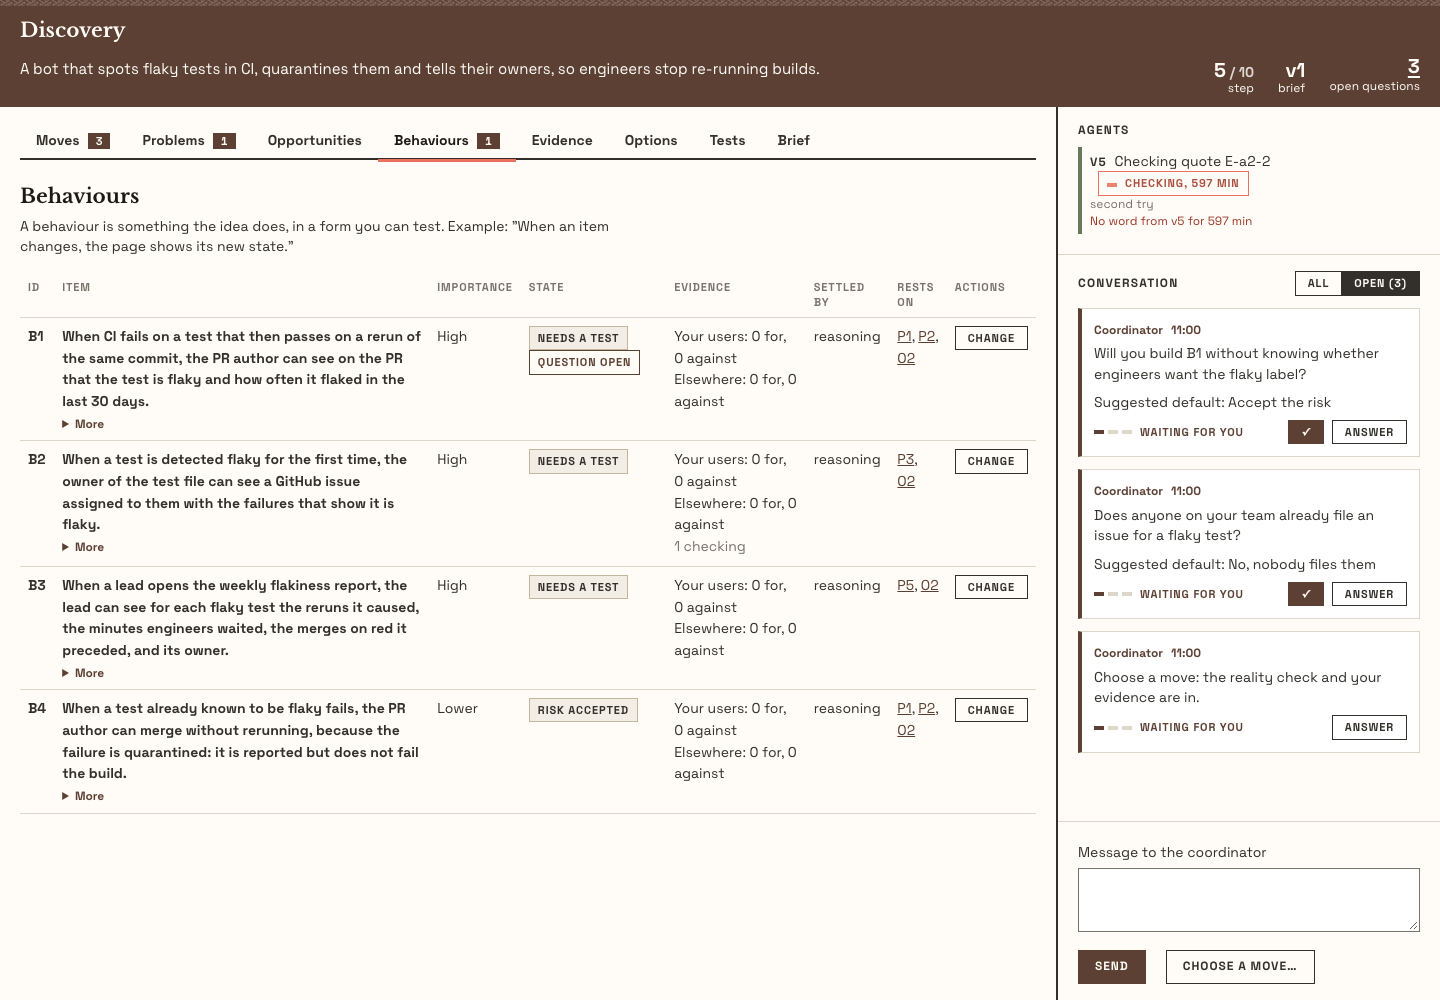 Discovery
A bot that spots flaky tests in CI, quarantines them and tells their owners, so engineers stop re-running builds.
5 / 10
step
v1
brief
3
open questions
Moves 3
Problems 1
Opportunities
Behaviours 1
Evidence
Options
Tests
Brief
Behaviours
A behaviour is something the idea does, in a form you can test. Example: "When an item
changes, the page shows its new state."
ID ITEM IMPORTANCE STATE EVIDENCE SETTLED BY RESTS ON ACTIONS
B1
When CI fails on a test that then passes on a rerun of
the same commit, the PR author can see on the PR
that the test is flaky and how often it flaked in the
last 30 days.
More
High
NEEDS A TEST
QUESTION OPEN
Your users: 0 for,
0 against
Elsewhere: 0 for, 0
against
reasoning
P1, P2,
O2
CHANGE
B2
When a test is detected flaky for the first time, the
owner of the test file can see a GitHub issue
assigned to them with the failures that show it is
flaky.
More
High
NEEDS A TEST
Your users: 0 for,
0 against
Elsewhere: 0 for, 0
against
1 checking
reasoning
P3,
O2
CHANGE
B3
When a lead opens the weekly flakiness report, the
lead can see for each flaky test the reruns it caused,
the minutes engineers waited, the merges on red it
preceded, and its owner.
More
High
NEEDS A TEST
Your users: 0 for,
0 against
Elsewhere: 0 for, 0
against
reasoning
P5, O2
CHANGE
B4
When a test already known to be flaky fails, the PR
author can merge without rerunning, because the
failure is quarantined: it is reported but does not fail
the build.
More
Lower
RISK ACCEPTED
Your users: 0 for,
0 against
Elsewhere: 0 for, 0
against
reasoning
P1, P2,
O2
CHANGE
AGENTS
V5 Checking quote E-a2-2
CHECKING, 597 MIN
second try
No word from v5 for 597 min
CONVERSATION
ALL
OPEN (3)
Coordinator 11:00
Will you build B1 without knowing whether
engineers want the flaky label?
Suggested default: Accept the risk
WAITING FOR YOU
✓
ANSWER
Coordinator 11:00
Does anyone on your team already file an
issue for a flaky test?
Suggested default: No, nobody files them
WAITING FOR YOU
✓
ANSWER
Coordinator 11:00
Choose a move: the reality check and your
evidence are in.
WAITING FOR YOU
ANSWER
Message to the coordinator
SEND
CHOOSE A MOVE…